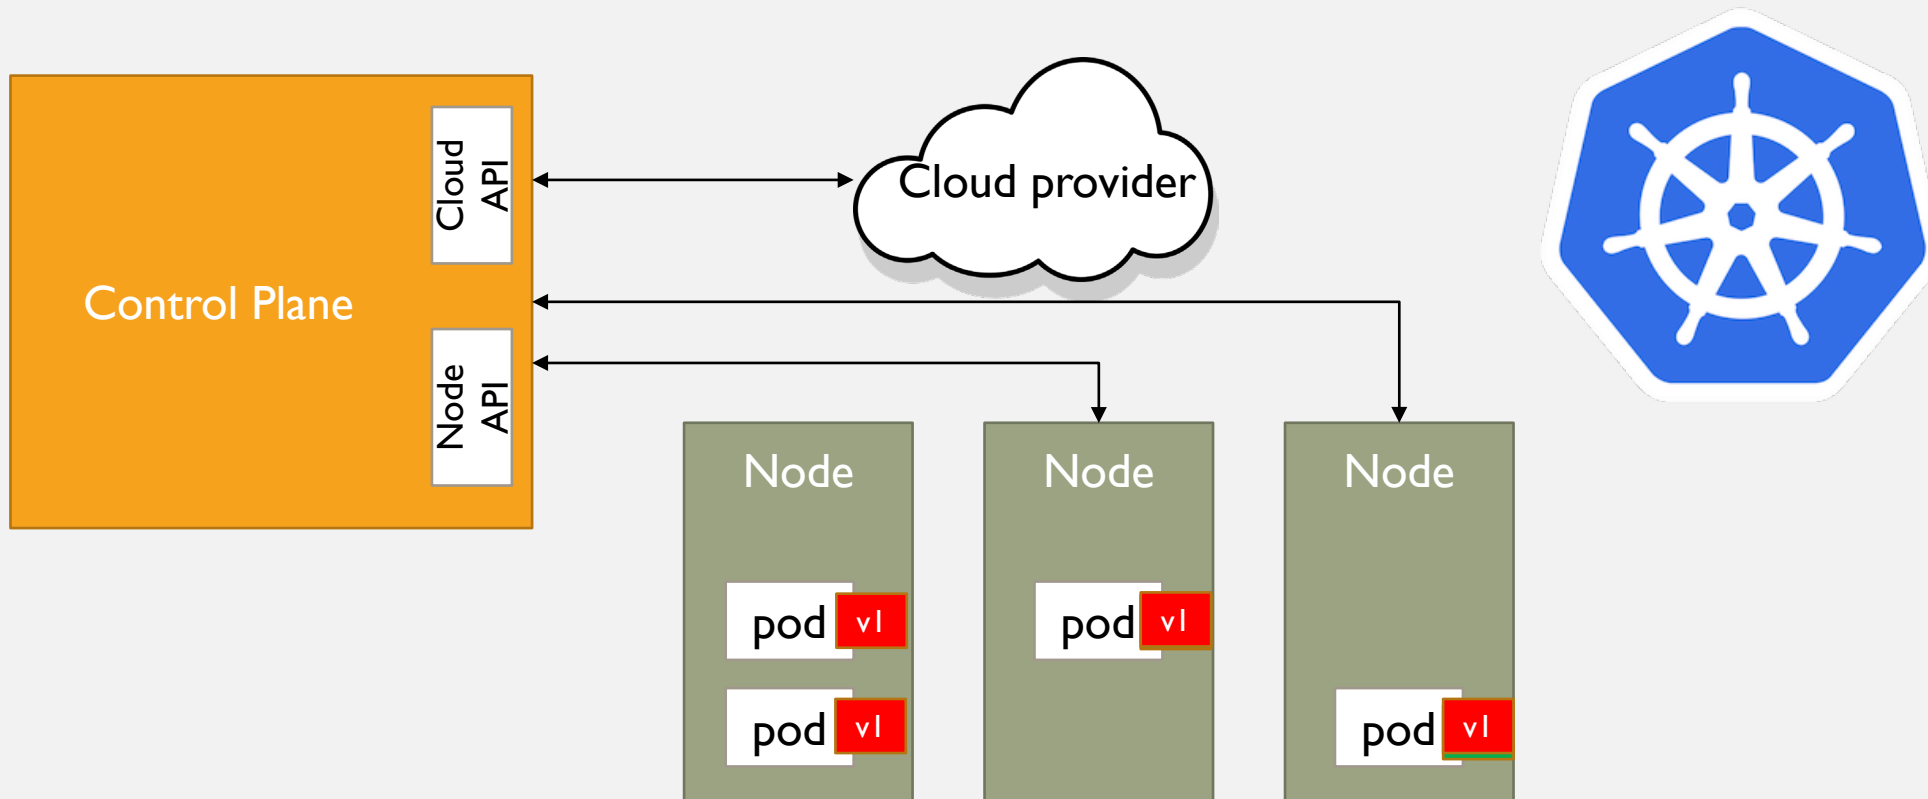 Cloud
API
Cloud provider
Control Plane
Node
API
Node
Node
Node
pod
v1
pod
v1
pod
v1
pod
v1